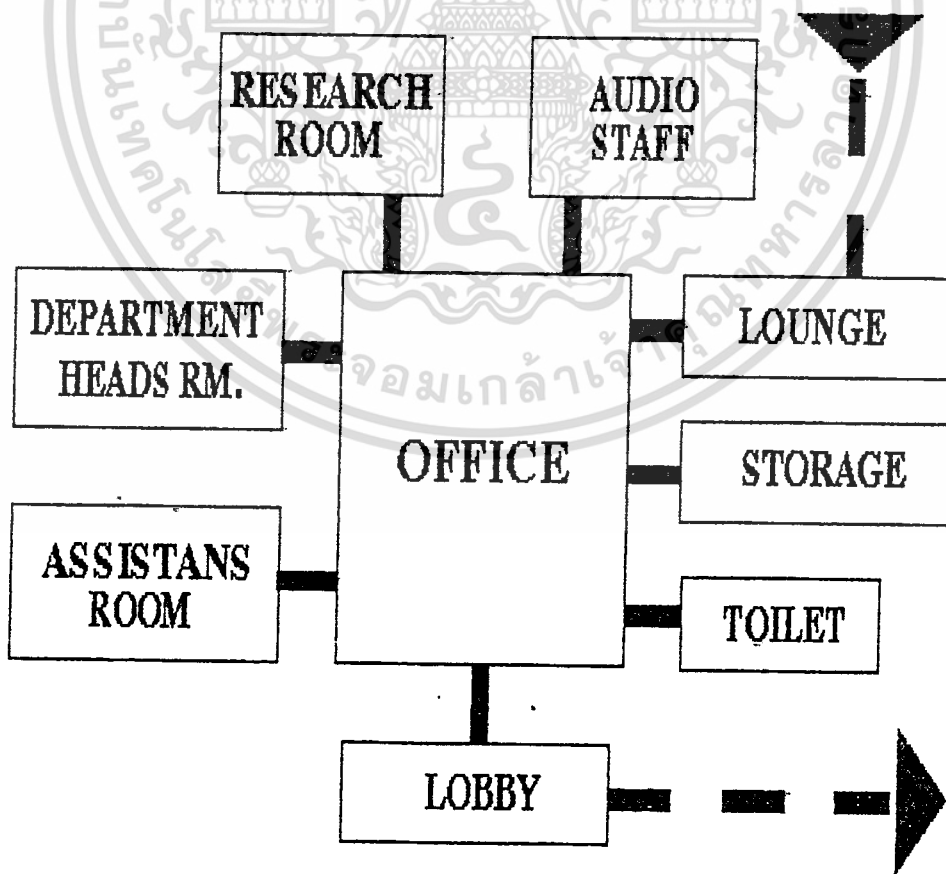 RESEARCH
ROOM
AUDIO
STAFF
DEPARTMENT
HEADS RM.
LOUNGE
OFFICE
STORAGE
ASSISTANS
ROOM
TOILET
LOBBY